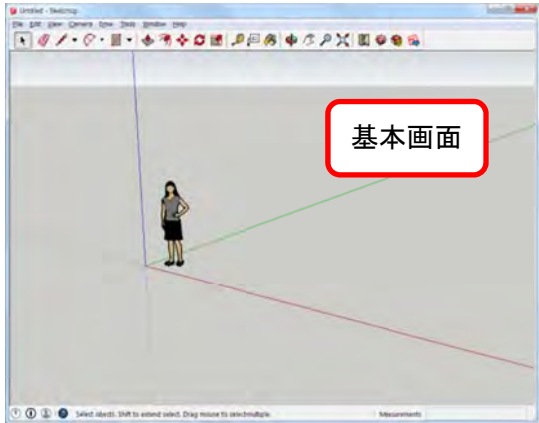 Untitled - SketchUp
File Edit View Camera Draw Tools Window Help
基本画面
Select objects. Shift to extend select. Drag mouse to select multiple.
Measurements